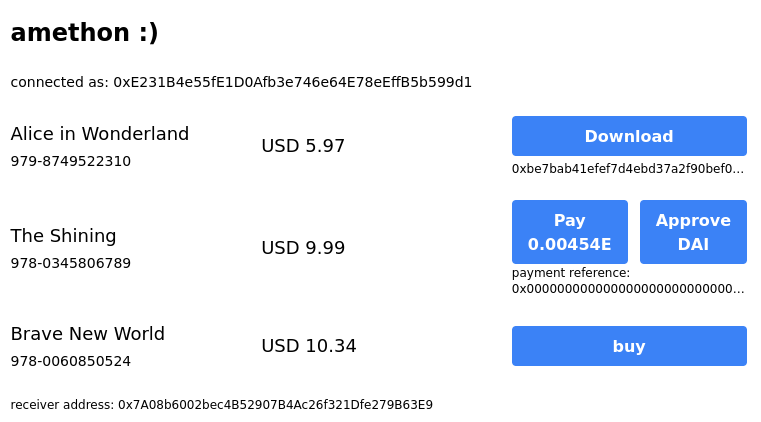 amethon :)
connected as: 0xE231B4e55fE1D0Afb3e746e64E78eEffB5b599d1
Alice in Wonderland
979-8749522310
USD 5.97
Download
0xbe7bab41efef7d4ebd37a2f90bef0...
The Shining
978-0345806789
USD 9.99
Pay
0.00454E
Approve
DAI
payment reference:
0x0000000000000000000000000000...
Brave New World
978-0060850524
USD 10.34
buy
receiver address: 0x7A08b6002bec4B52907B4Ac26f321Dfe279B63E9